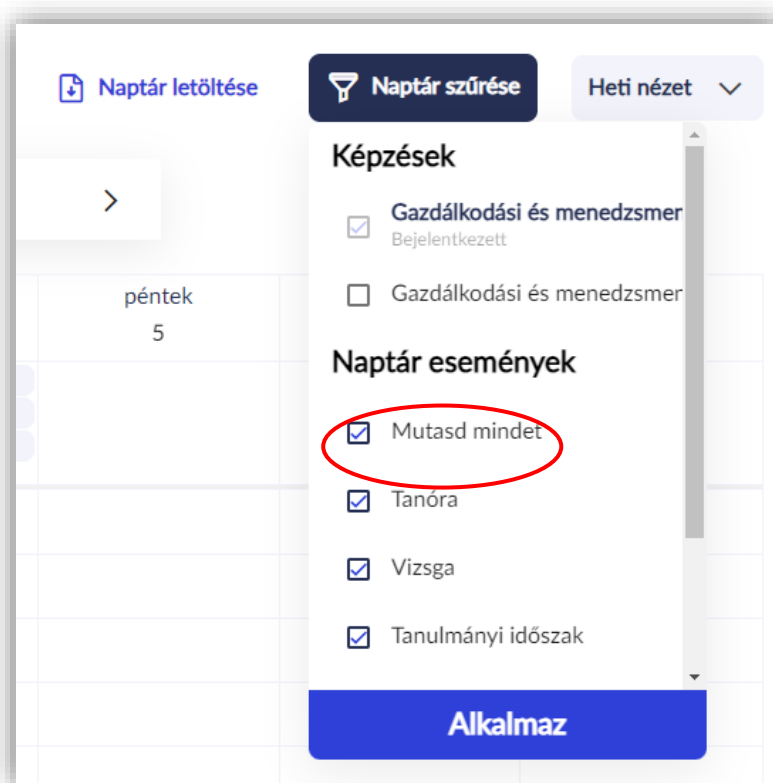 Naptár letöltése
Naptár szűrése
Heti nézet
Képzések
Gazdálkodási és menedzsmen
Bejelentkezett
Gazdálkodási és menedzsmen
péntek
5
Naptár események
Mutasd mindet
Tanóra
Vizsga
Tanulmányi időszak
Alkalmaz